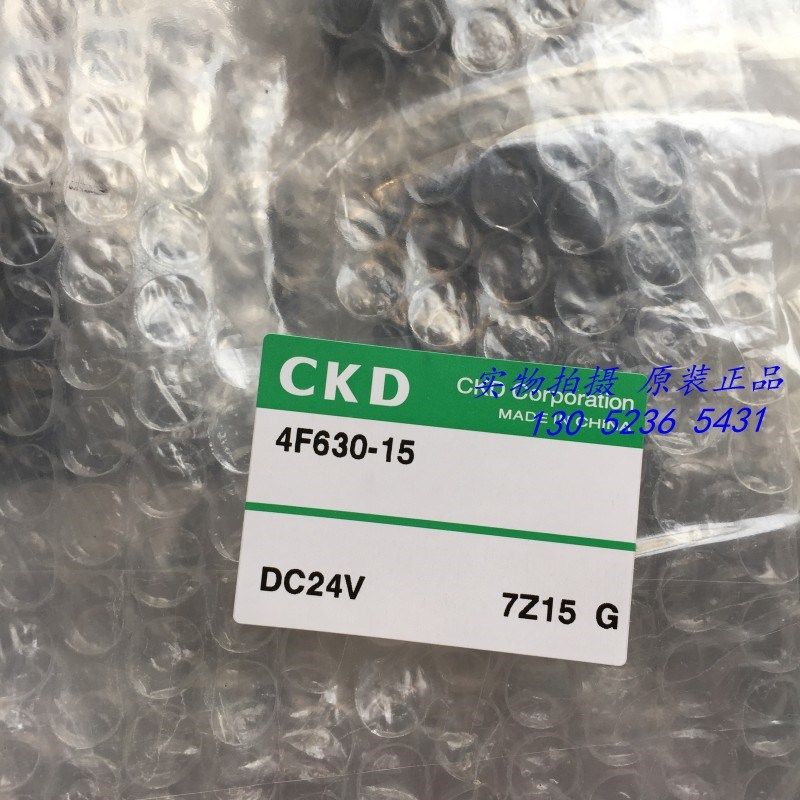 CKD
CKD Corporation
MADE IN CHINA
实物拍摄 原装正品
130 5236 5431
4F630-15
DC24V
7Z15 G